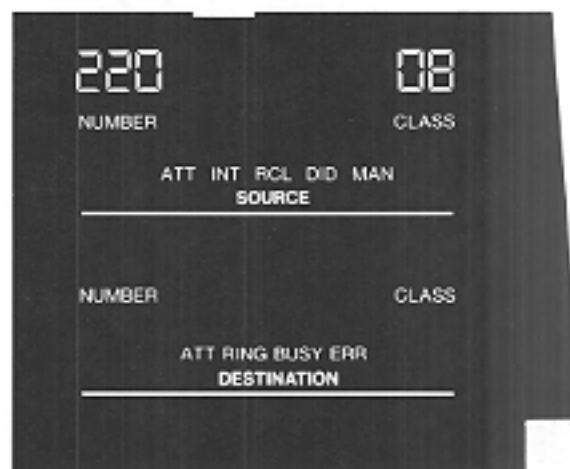 220 08
NUMBER CLASS
ATT INT RCL DID MAN
SOURCE
NUMBER CLASS
ATT RING BUSY ERR
DESTINATION